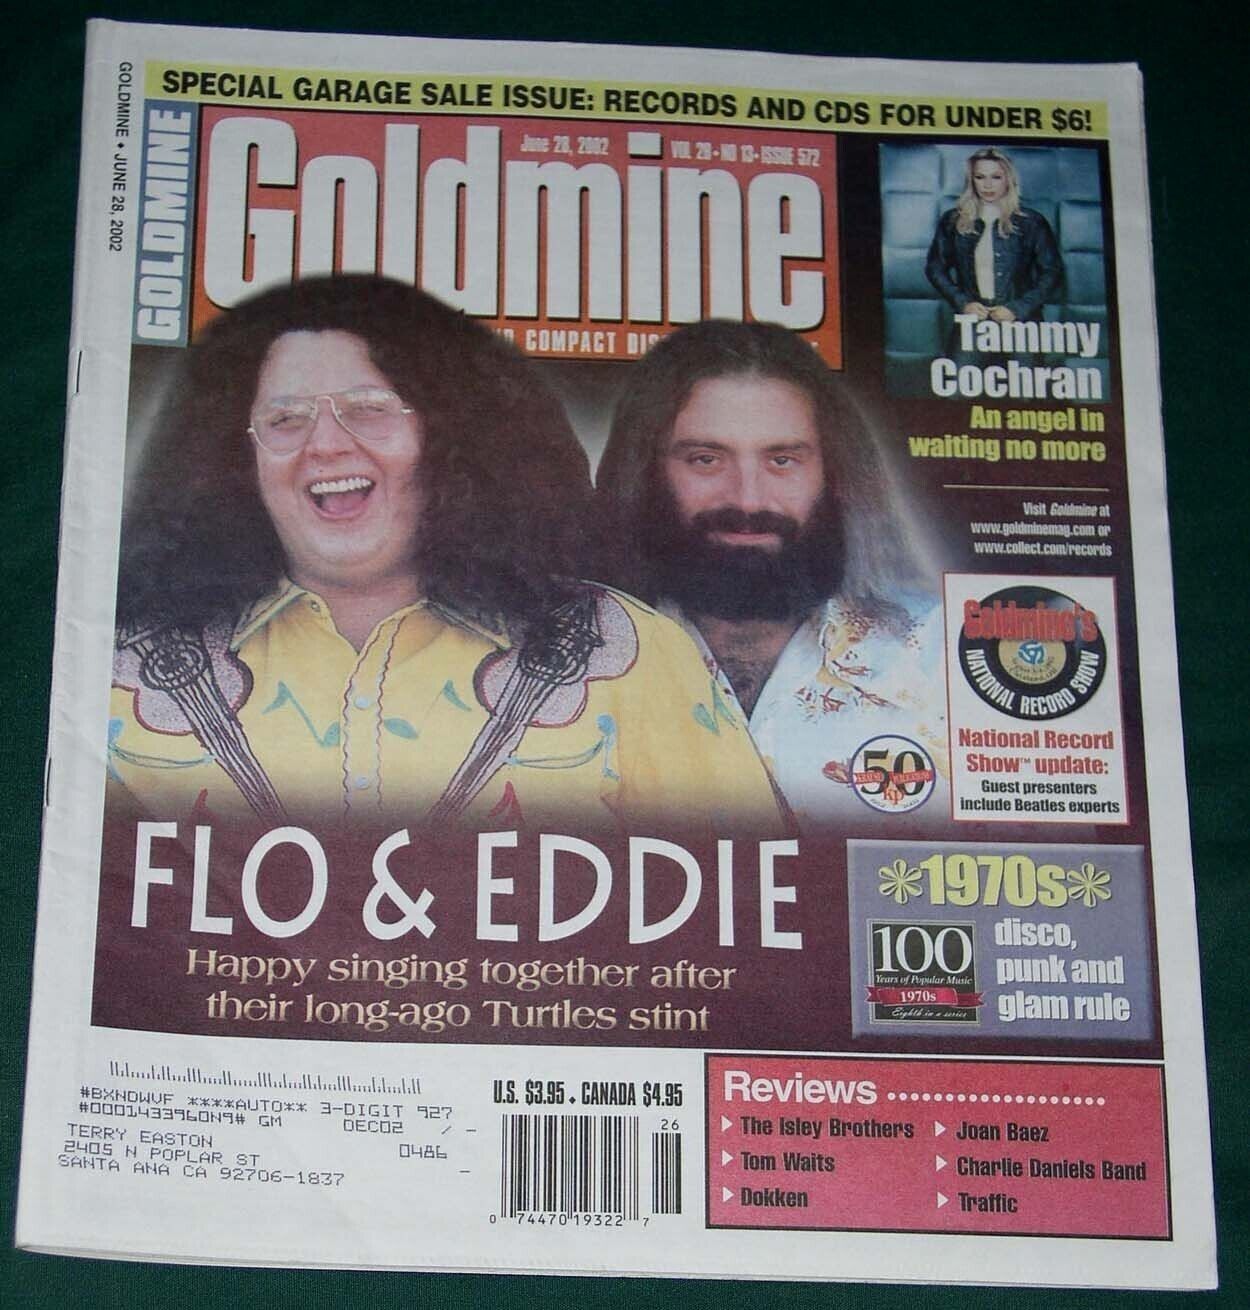 GOLDMINE • JUNE 28, 2002
SPECIAL GARAGE SALE ISSUE: RECORDS AND CDS FOR UNDER $6!
GOLDMINE
Goldmine
June 28, 2002 VOL 28 • NO 13 • ISSUE 572
COMPACT
Tammy
Cochran
An angel in
waiting no more
Visit Goldmine at
www.goldminemag.com or
www.collect.com/records
Goldmine's
NATIONAL RECORD SHOW
National Record
Show™ update:
Guest presenters
include Beatles experts
50
KRAUSE PUBLICATIONS
kp
FLO & EDDIE
Happy singing together after
their long-ago Turtles stint
1970s
disco,
punk and
glam rule
100
Years of Popular Music
1970s
Eighth in a series
#BXNDWVF ****AUTO** 3-DIGIT 927
#0001433960N9# GM DEC02 / -
TERRY EASTON 0486
2405 N POPLAR ST -
SANTA ANA CA 92706-1837
U.S. $3.95 • CANADA $4.95
26
0 74470 19322 7
Reviews
The Isley Brothers
Tom Waits
Dokken
Joan Baez
Charlie Daniels Band
Traffic